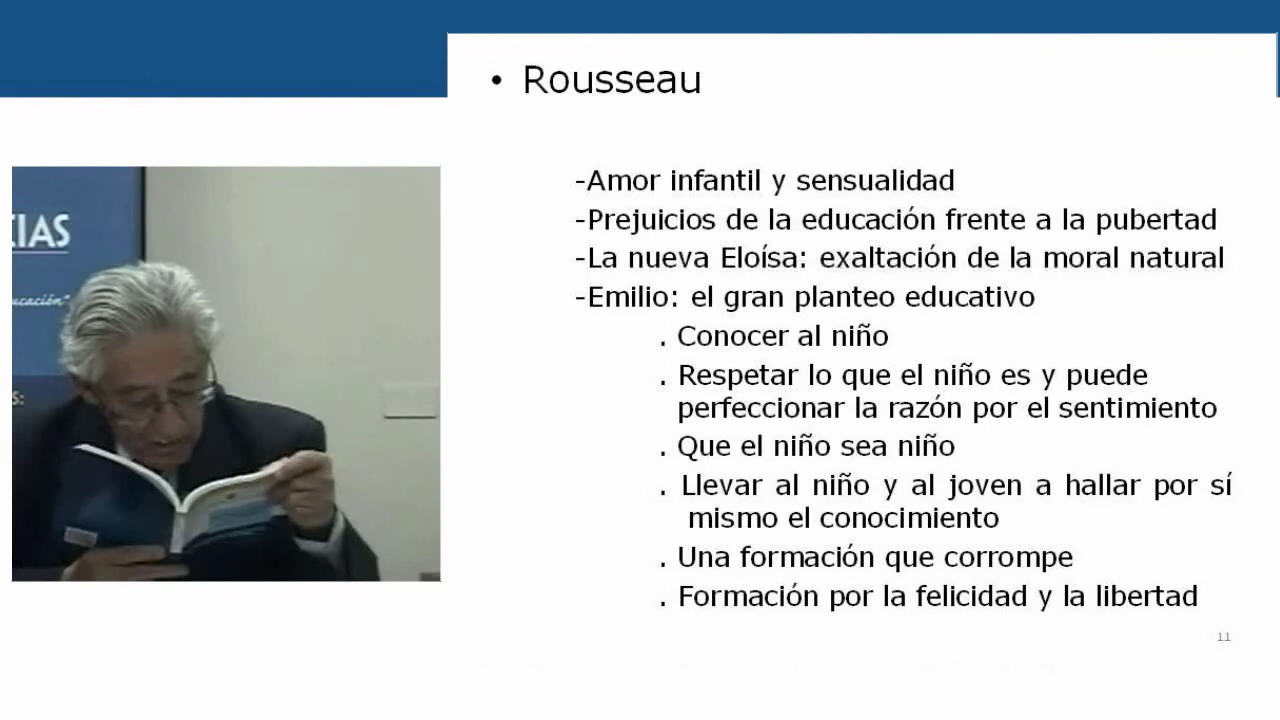 • Rousseau
-Amor infantil y sensualidad
-Prejuicios de la educación frente a la pubertad
-La nueva Eloísa: exaltación de la moral natural
-Emilio: el gran planteo educativo
. Conocer al niño
. Respetar lo que el niño es y puede
perfeccionar la razón por el sentimiento
. Que el niño sea niño
. Llevar al niño y al joven a hallar por sí
mismo el conocimiento
. Una formación que corrompe
. Formación por la felicidad y la libertad
11